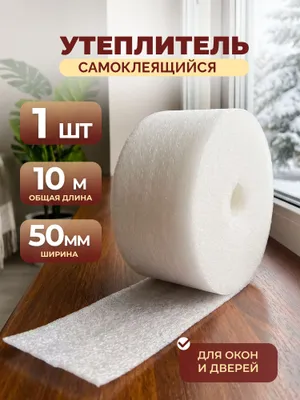 УТЕПЛИТЕЛЬ
САМОКЛЕЯЩИЙСЯ
1 шт
10 м
ОБЩАЯ ДЛИНА
50мм
ШИРИНА
ДЛЯ ОКОН
И ДВЕРЕЙ